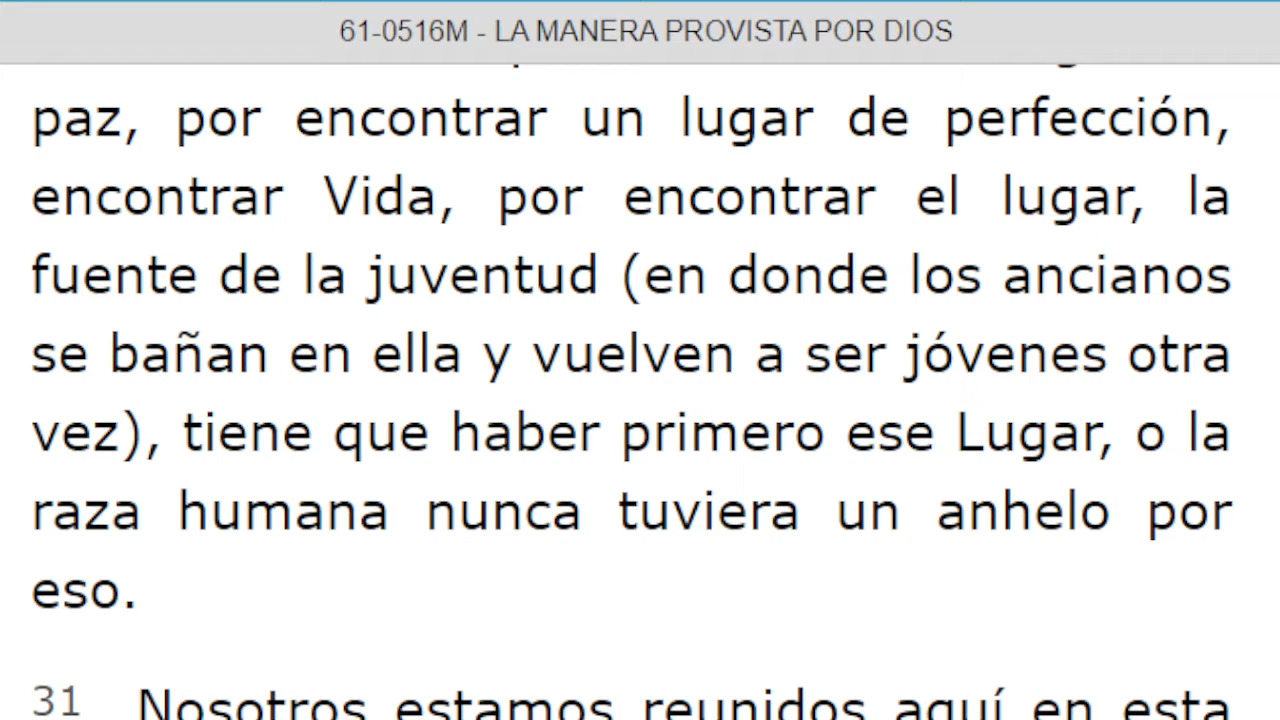 61-0516M - LA MANERA PROVISTA POR DIOS
paz, por encontrar un lugar de perfección,
encontrar Vida, por encontrar el lugar, la
fuente de la juventud (en donde los ancianos
se bañan en ella y vuelven a ser jóvenes otra
vez), tiene que haber primero ese Lugar, o la
raza humana nunca tuviera un anhelo por
eso.
31 Nosotros estamos reunidos aquí en esta